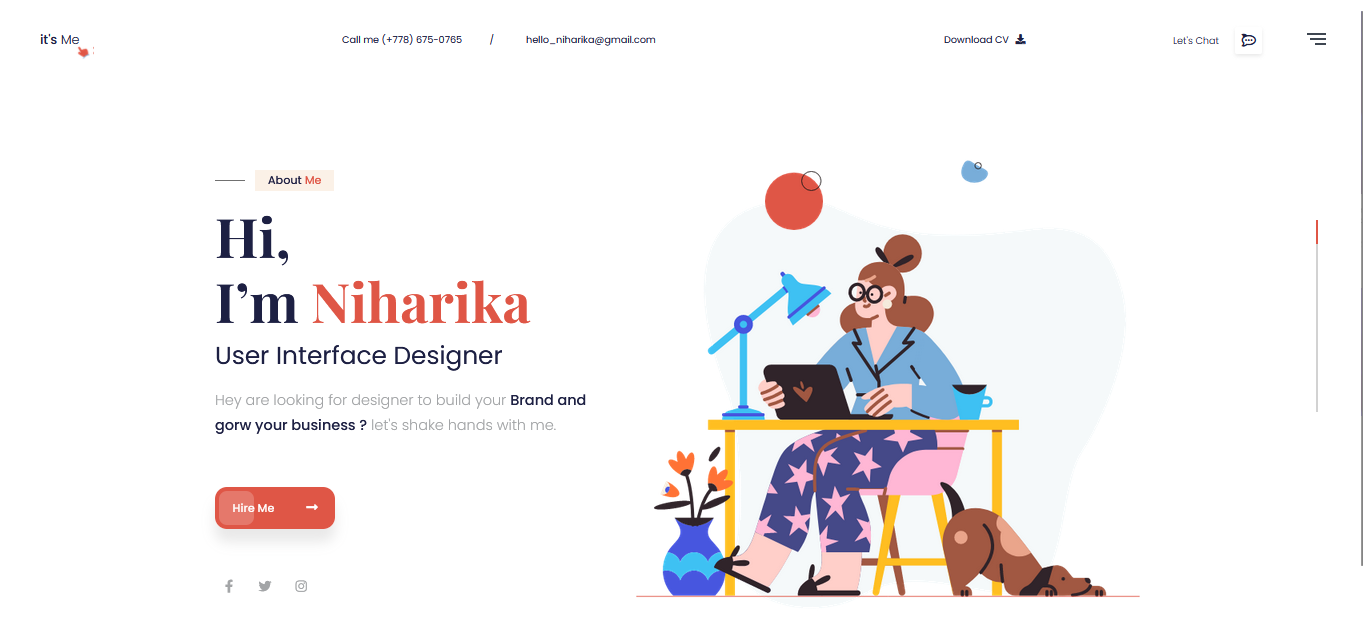 it's Me
Call me (+778) 675-0765 / hello_niharika@gmail.com
Download CV
Let's Chat
About Me
Hi,
I'm Niharika
User Interface Designer
Hey are looking for designer to build your Brand and
gorw your business ? let's shake hands with me.
Hire Me